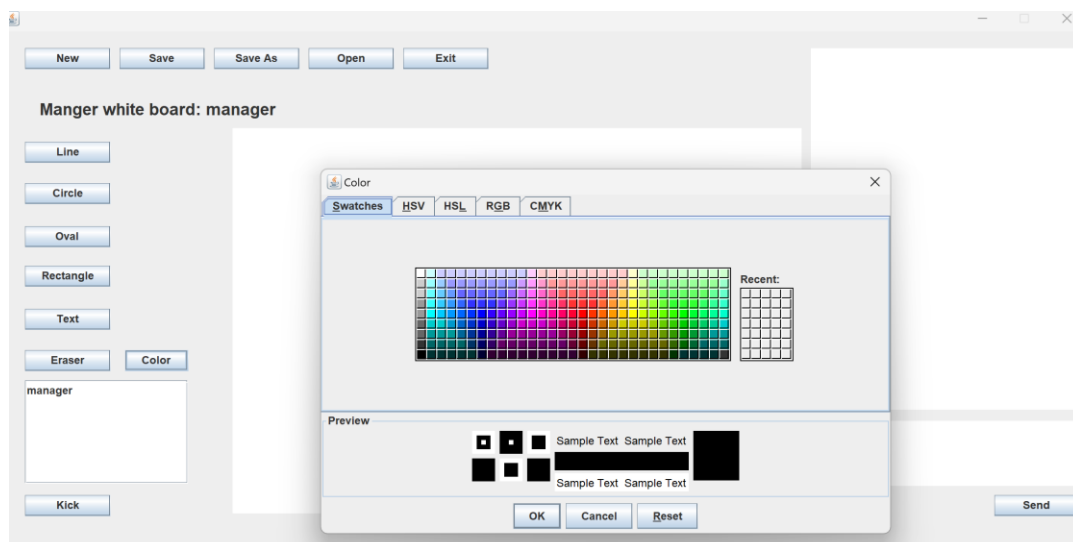 New Save Save As Open Exit
Manger white board: manager
Line
Circle
Oval
Rectangle
Text
Eraser Color
manager
Kick
Color
Swatches HSV HSL RGB CMYK
Recent:
Preview
Sample Text Sample Text
Sample Text Sample Text
OK Cancel Reset
Send